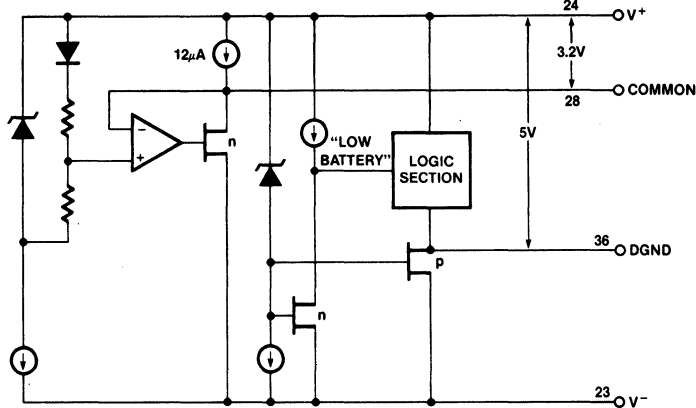 24
V+
12μA
3.2V
COMMON
28
−
+
n
"LOW
BATTERY"
LOGIC
SECTION
5V
36
DGND
p
n
23
V−